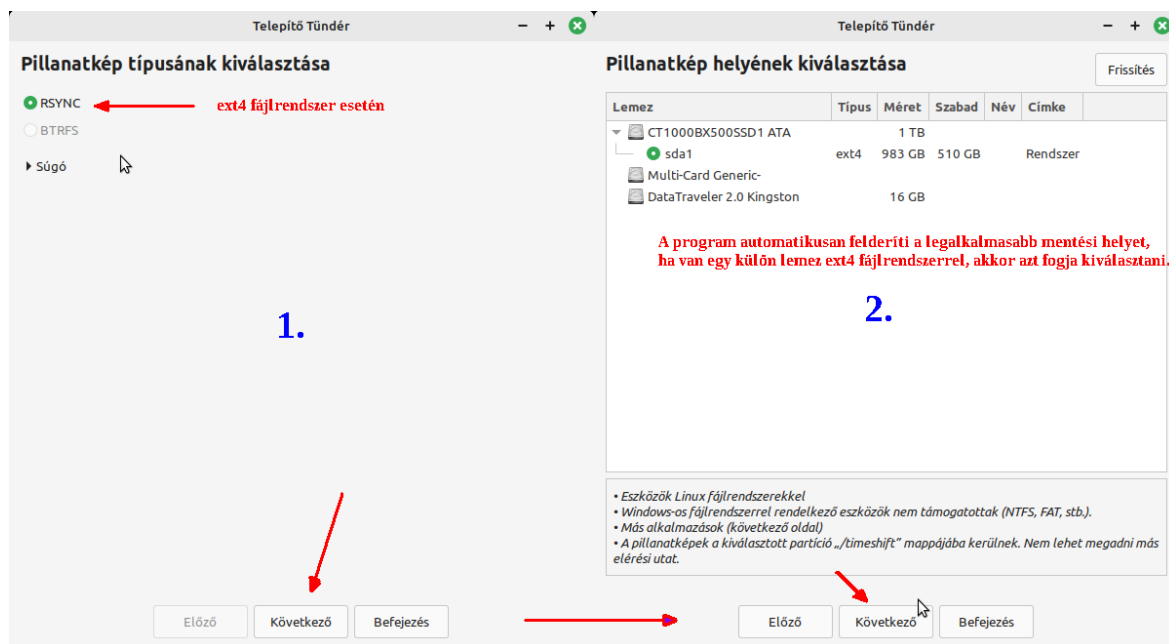 Telepítő Tündér
Pillanatkép típusának kiválasztása
RSYNC
ext4 fájlrendszer esetén
BTRFS
Súgó
1.
Előző
Következő
Befejezés
Telepítő Tündér
Pillanatkép helyének kiválasztása
Frissítés
Lemez Típus Méret Szabad Név Címke
CT1000BX500SSD1 ATA 1 TB
sda1 ext4 983 GB 510 GB Rendszer
Multi-Card Generic-
DataTraveler 2.0 Kingston 16 GB
A program automatikusan felderíti a legalkalmasabb mentési helyet,
ha van egy külön lemez ext4 fájlrendszerrel, akkor azt fogja kiválasztani.
2.
• Eszközök Linux fájlrendszerekkel
• Windows-os fájlrendszerrel rendelkező eszközök nem támogatottak (NTFS, FAT, stb.).
• Más alkalmazások (következő oldal)
• A pillanatképek a kiválasztott partíció „/timeshift” mappájába kerülnek. Nem lehet megadni más
elérési utat.
Előző
Következő
Befejezés